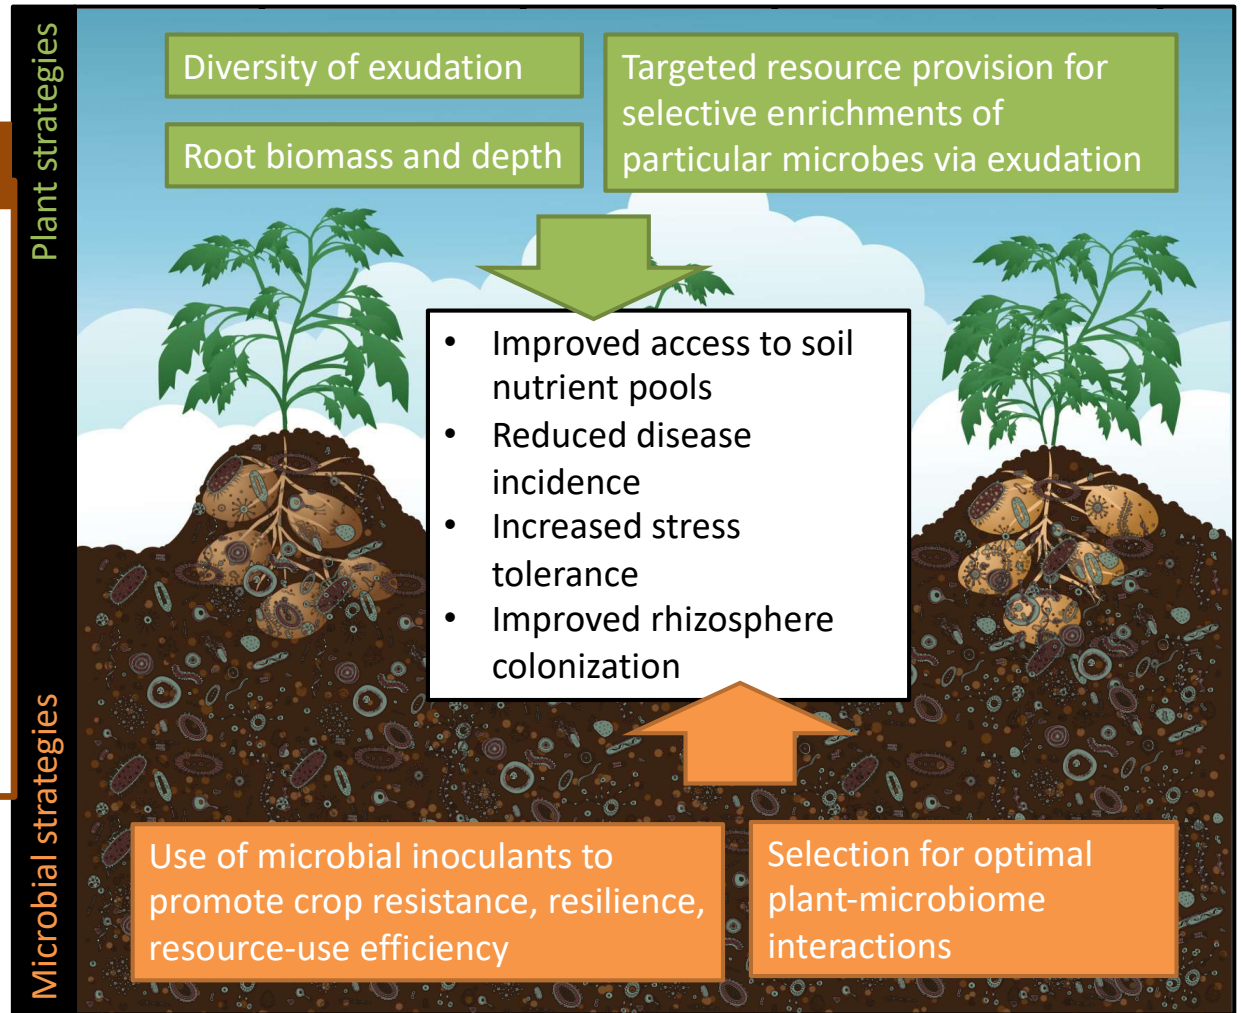 Plant strategies
Diversity of exudation
Root biomass and depth
Targeted resource provision for
selective enrichments of
particular microbes via exudation
• Improved access to soil
nutrient pools
• Reduced disease
incidence
• Increased stress
tolerance
• Improved rhizosphere
colonization
Microbial strategies
Use of microbial inoculants to
promote crop resistance, resilience,
resource-use efficiency
Selection for optimal
plant-microbiome
interactions